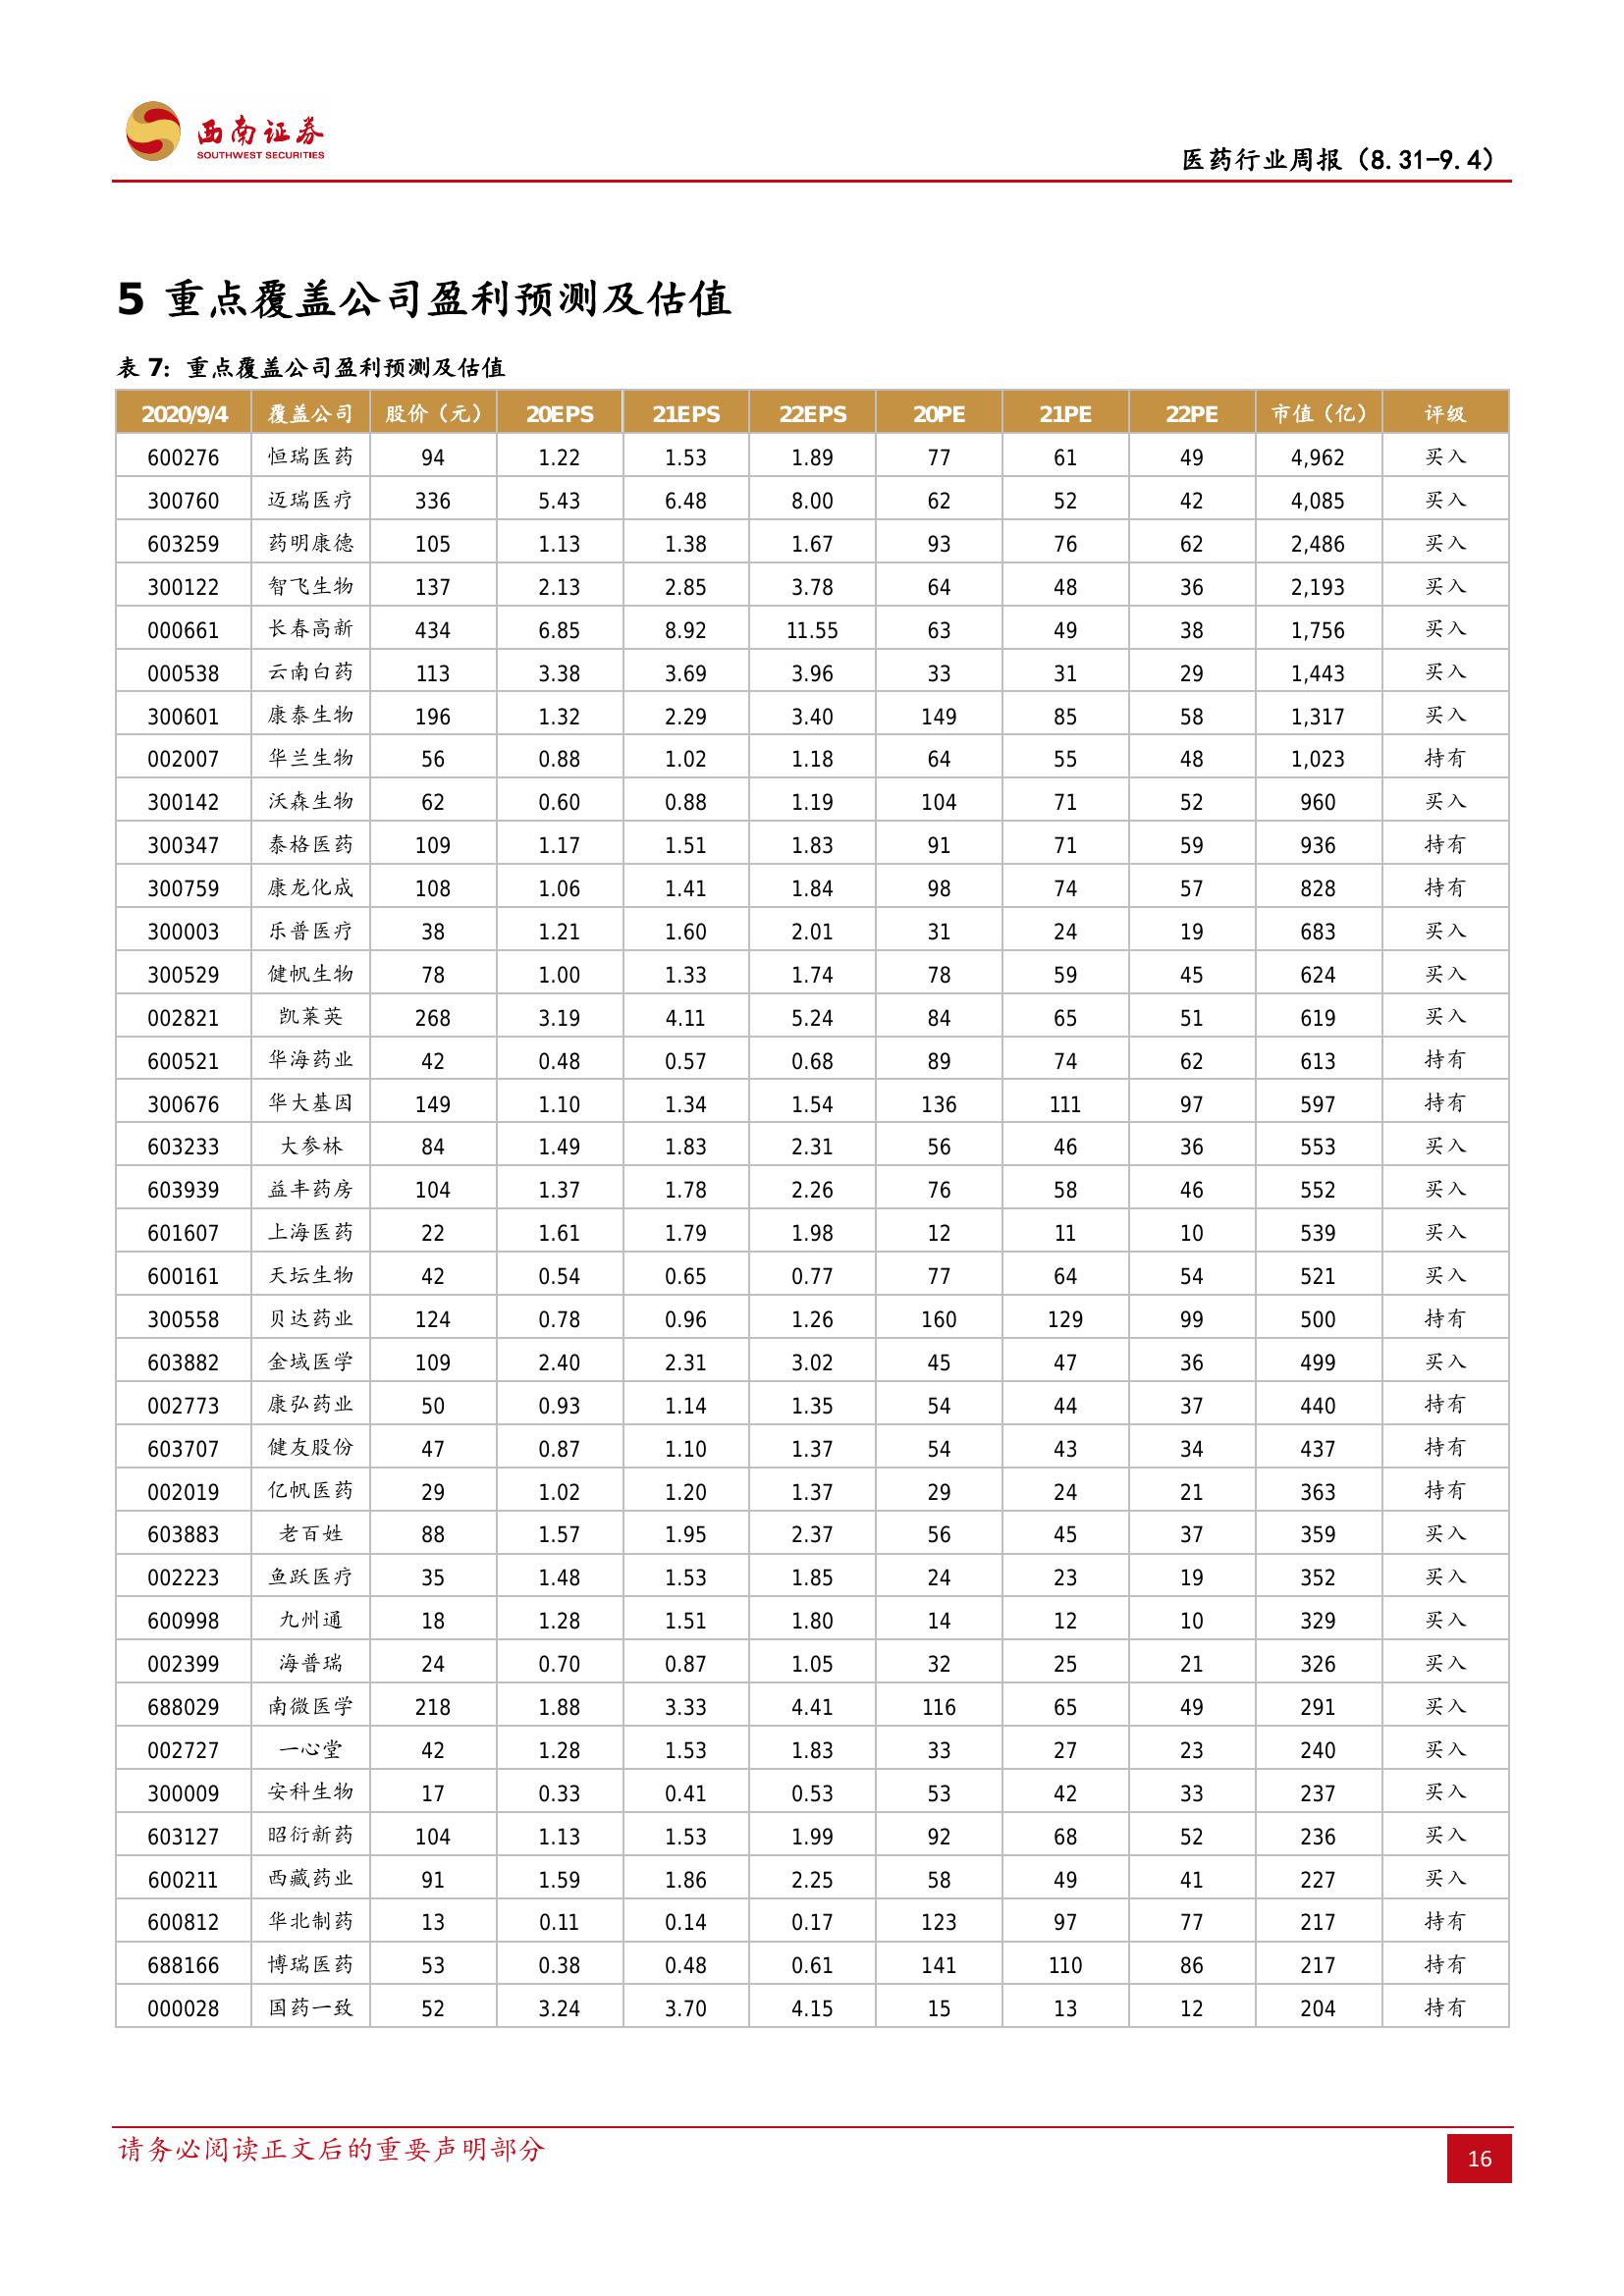 西南证券
SOUTHWEST SECURITIES
医药行业周报（8.31-9.4）
5 重点覆盖公司盈利预测及估值
表 7：重点覆盖公司盈利预测及估值
2020/9/4 覆盖公司 股价（元） 20EPS 21EPS 22EPS 20PE 21PE 22PE 市值（亿） 评级
600276 恒瑞医药 94 1.22 1.53 1.89 77 61 49 4,962 买入
300760 迈瑞医疗 336 5.43 6.48 8.00 62 52 42 4,085 买入
603259 药明康德 105 1.13 1.38 1.67 93 76 62 2,486 买入
300122 智飞生物 137 2.13 2.85 3.78 64 48 36 2,193 买入
000661 长春高新 434 6.85 8.92 11.55 63 49 38 1,756 买入
000538 云南白药 113 3.38 3.69 3.96 33 31 29 1,443 买入
300601 康泰生物 196 1.32 2.29 3.40 149 85 58 1,317 买入
002007 华兰生物 56 0.88 1.02 1.18 64 55 48 1,023 持有
300142 沃森生物 62 0.60 0.88 1.19 104 71 52 960 买入
300347 泰格医药 109 1.17 1.51 1.83 91 71 59 936 持有
300759 康龙化成 108 1.06 1.41 1.84 98 74 57 828 持有
300003 乐普医疗 38 1.21 1.60 2.01 31 24 19 683 买入
300529 健帆生物 78 1.00 1.33 1.74 78 59 45 624 买入
002821 凯莱英 268 3.19 4.11 5.24 84 65 51 619 买入
600521 华海药业 42 0.48 0.57 0.68 89 74 62 613 持有
300676 华大基因 149 1.10 1.34 1.54 136 111 97 597 持有
603233 大参林 84 1.49 1.83 2.31 56 46 36 553 买入
603939 益丰药房 104 1.37 1.78 2.26 76 58 46 552 买入
601607 上海医药 22 1.61 1.79 1.98 12 11 10 539 买入
600161 天坛生物 42 0.54 0.65 0.77 77 64 54 521 买入
300558 贝达药业 124 0.78 0.96 1.26 160 129 99 500 持有
603882 金域医学 109 2.40 2.31 3.02 45 47 36 499 买入
002773 康弘药业 50 0.93 1.14 1.35 54 44 37 440 持有
603707 健友股份 47 0.87 1.10 1.37 54 43 34 437 持有
002019 亿帆医药 29 1.02 1.20 1.37 29 24 21 363 持有
603883 老百姓 88 1.57 1.95 2.37 56 45 37 359 买入
002223 鱼跃医疗 35 1.48 1.53 1.85 24 23 19 352 买入
600998 九州通 18 1.28 1.51 1.80 14 12 10 329 买入
002399 海普瑞 24 0.70 0.87 1.05 32 25 21 326 买入
688029 南微医学 218 1.88 3.33 4.41 116 65 49 291 买入
002727 一心堂 42 1.28 1.53 1.83 33 27 23 240 买入
300009 安科生物 17 0.33 0.41 0.53 53 42 33 237 买入
603127 昭衍新药 104 1.13 1.53 1.99 92 68 52 236 买入
600211 西藏药业 91 1.59 1.86 2.25 58 49 41 227 买入
600812 华北制药 13 0.11 0.14 0.17 123 97 77 217 持有
688166 博瑞医药 53 0.38 0.48 0.61 141 110 86 217 持有
000028 国药一致 52 3.24 3.70 4.15 15 13 12 204 持有
请务必阅读正文后的重要声明部分
16